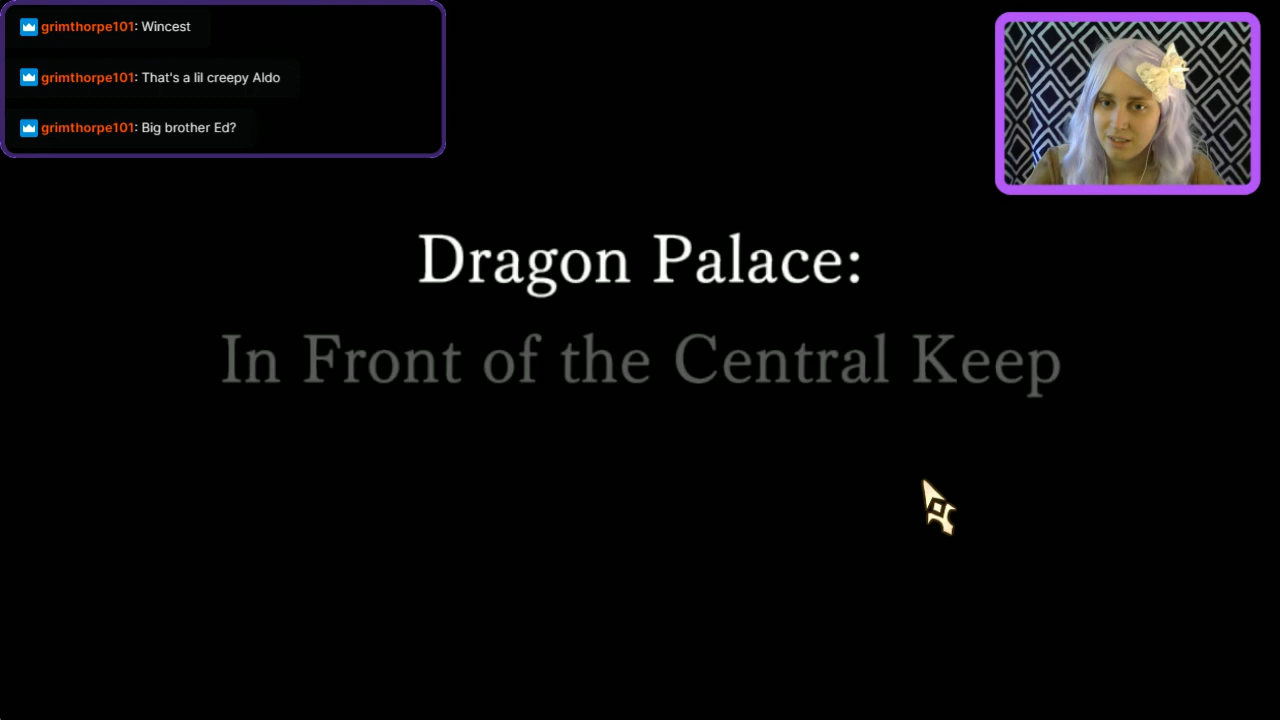 grimthorpe101: Wincest
grimthorpe101: That's a lil creepy Aldo
grimthorpe101: Big brother Ed?
Dragon Palace:
In Front of the Central Keep